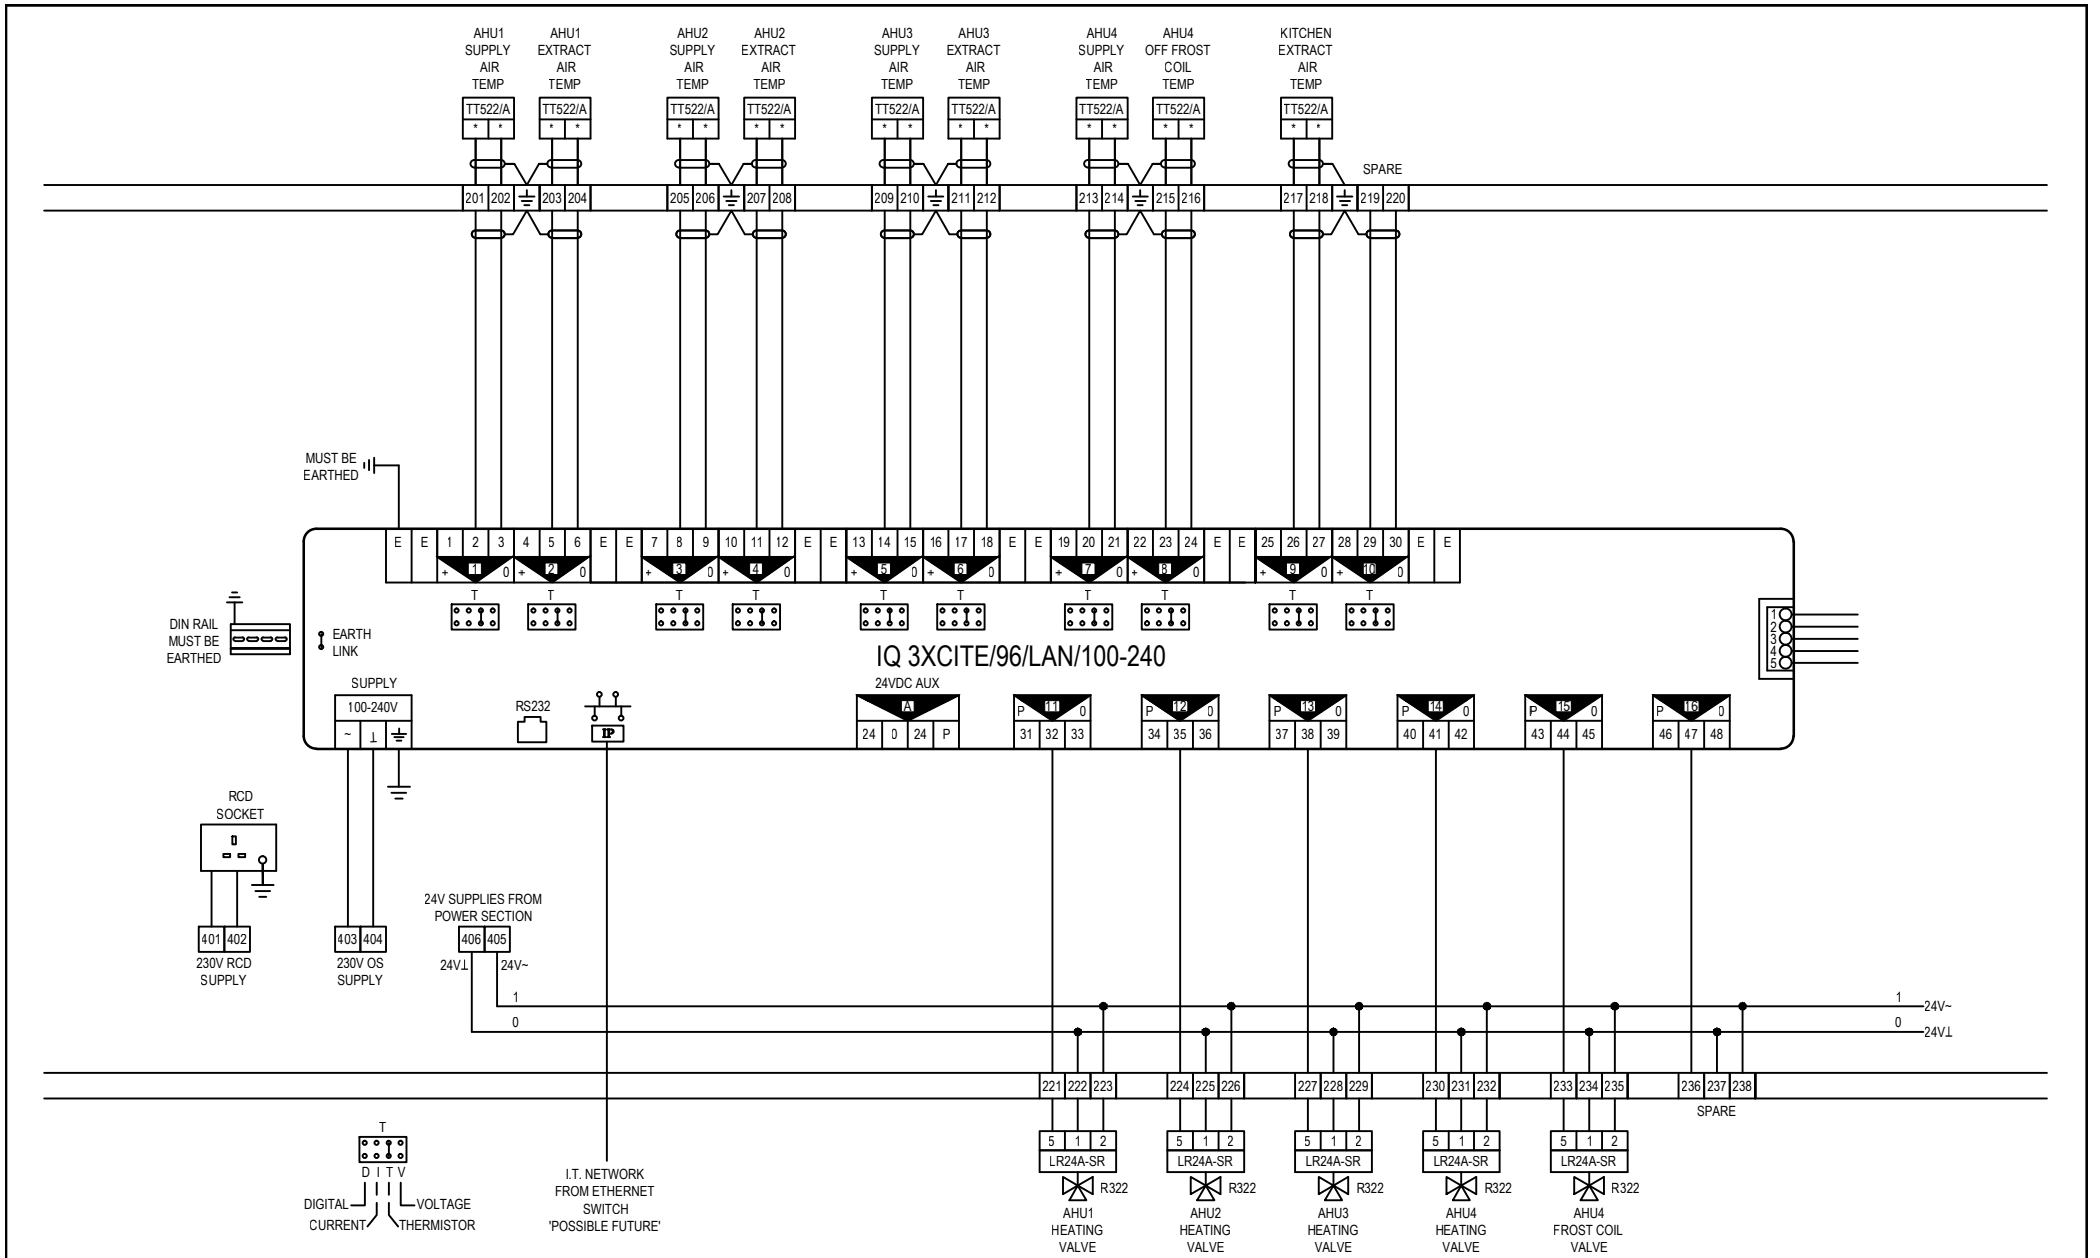 AHU1
SUPPLY
AIR
TEMP
AHU1
EXTRACT
AIR
TEMP
AHU2
SUPPLY
AIR
TEMP
AHU2
EXTRACT
AIR
TEMP
AHU3
SUPPLY
AIR
TEMP
AHU3
EXTRACT
AIR
TEMP
AHU4
SUPPLY
AIR
TEMP
AHU4
OFF FROST
COIL
TEMP
KITCHEN
EXTRACT
AIR
TEMP
TT522/A TT522/A TT522/A TT522/A TT522/A TT522/A TT522/A TT522/A TT522/A
* * * * * * * * * * * * * * * * * *
SPARE
201 202 203 204 205 206 207 208 209 210 211 212 213 214 215 216 217 218 219 220
MUST BE
EARTHED
E E 1 2 3 4 5 6 E E 7 8 9 10 11 12 E E 13 14 15 16 17 18 E E 19 20 21 22 23 24 E E 25 26 27 28 29 30 E E
+ 1 0 + 2 0 + 3 0 + 4 0 + 5 0 + 6 0 + 7 0 + 8 0 + 9 0 + 10 0
T T T T T T T T T T
DIN RAIL
MUST BE
EARTHED
EARTH
LINK
IQ 3XCITE/96/LAN/100-240
1
2
3
4
5
SUPPLY
100-240V
~ ⊥
RS232
IP
24VDC AUX
A
24 0 24 P
P 11 0 P 12 0 P 13 0 P 14 0 P 15 0 P 16 0
31 32 33 34 35 36 37 38 39 40 41 42 43 44 45 46 47 48
RCD
SOCKET
401 402
230V RCD
SUPPLY
403 404
230V OS
SUPPLY
24V SUPPLIES FROM
POWER SECTION
406 405
24V⊥ 24V~
1 1 24V~
0 0 24V⊥
221 222 223 224 225 226 227 228 229 230 231 232 233 234 235 236 237 238
SPARE
5 1 2 5 1 2 5 1 2 5 1 2 5 1 2
LR24A-SR LR24A-SR LR24A-SR LR24A-SR LR24A-SR
R322 R322 R322 R322 R322
AHU1
HEATING
VALVE
AHU2
HEATING
VALVE
AHU3
HEATING
VALVE
AHU4
HEATING
VALVE
AHU4
FROST COIL
VALVE
T
D I T V
DIGITAL VOLTAGE
CURRENT THERMISTOR
I.T. NETWORK
FROM ETHERNET
SWITCH
'POSSIBLE FUTURE'